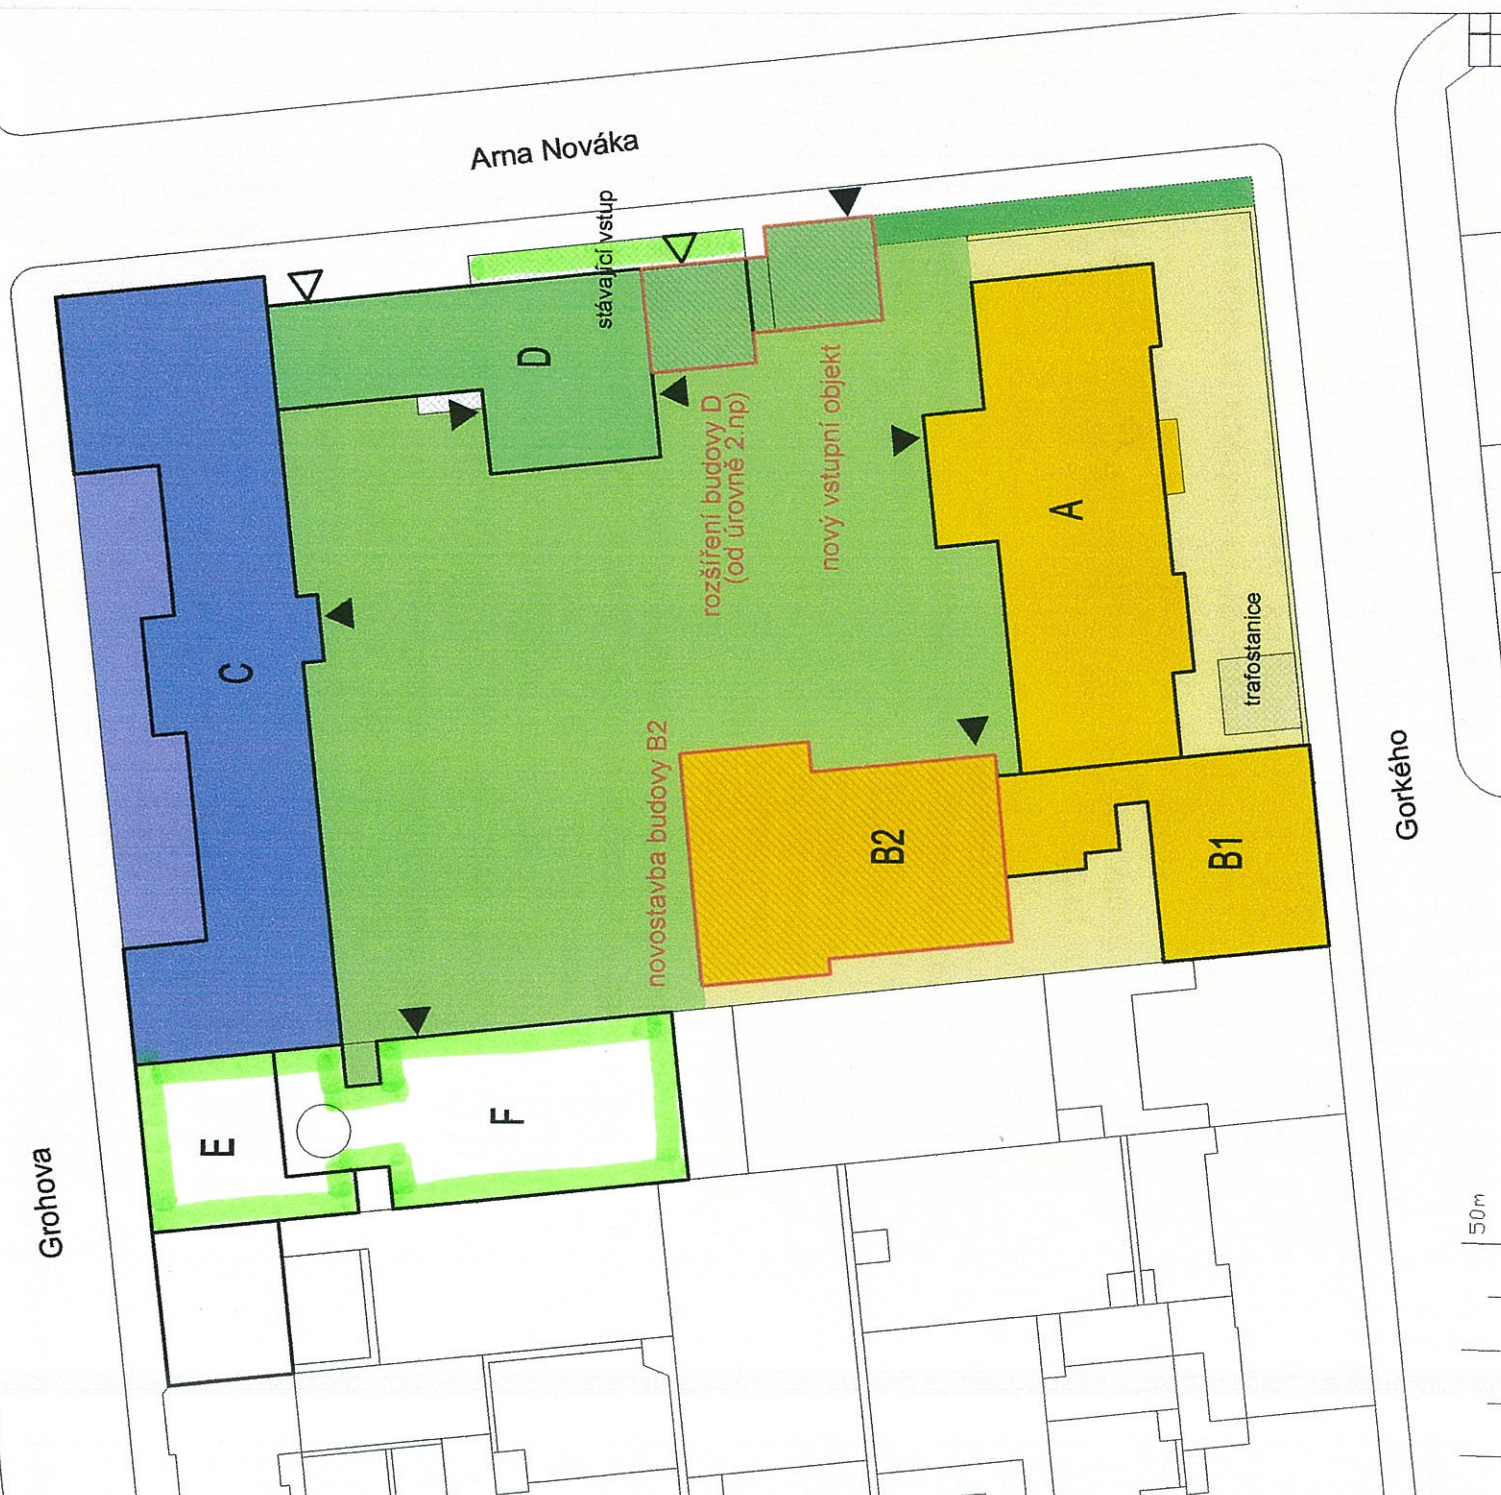 Arna Nováka
stávající vstup
D
rozšíření budovy D
(od úrovně 2.np)
nový vstupní objekt
A
C
trafostanice
novostavba budovy B2
B2
B1
Gorkého
E
F
Grohova
50m